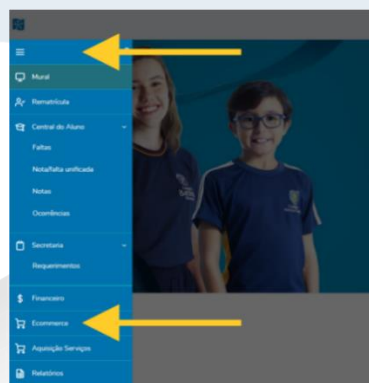 Mural
Rematrícula
Central do Aluno
Faltas
Nota/falta unificada
Notas
Ocorrências
Secretaria
Requerimentos
Financeiro
Ecommerce
Aquisição Serviços
Relatórios